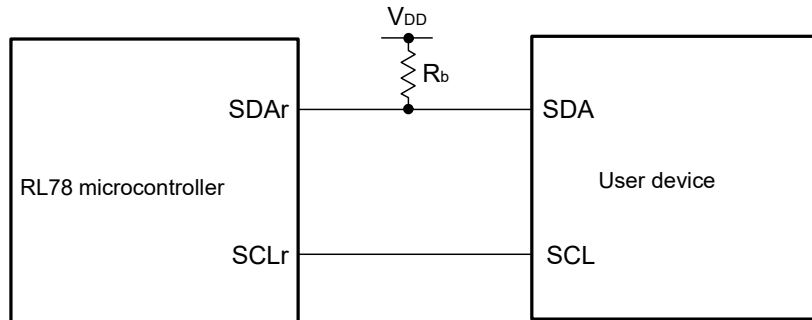 VDD
Rb
SDAr
SDA
RL78 microcontroller
User device
SCLr
SCL